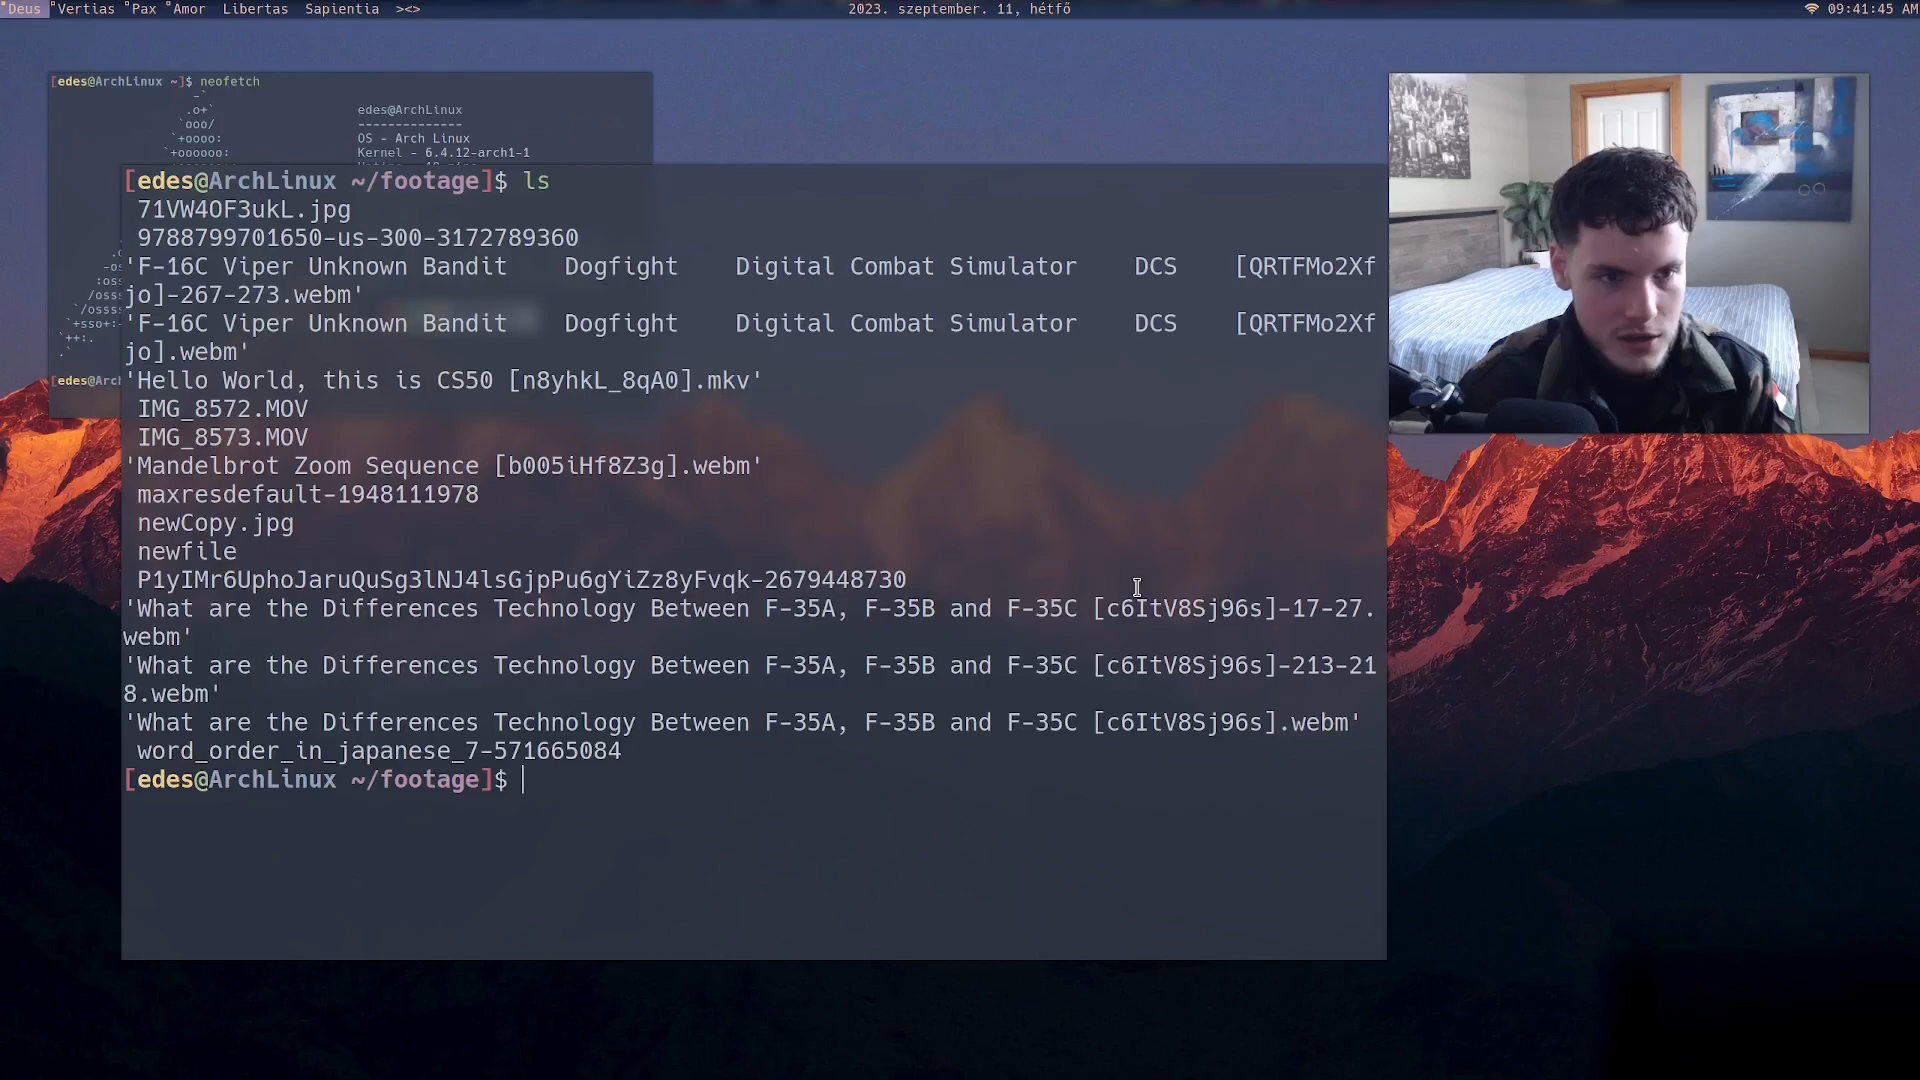 Deus Vertias Pax Amor Libertas Sapientia ><> 2023. szeptember. 11, hétfő 09:41:45 AM
[edes@ArchLinux ~]$ neofetch
-`
.o+`
`ooo/
`+oooo:
`+oooooo:
edes@ArchLinux
--------------
OS - Arch Linux
Kernel - 6.4.12-arch1-1
[edes@ArchLinux ~/footage]$ ls
71VW4OF3ukL.jpg
9788799701650-us-300-3172789360
'F-16C Viper Unknown Bandit    Dogfight    Digital Combat Simulator    DCS    [QRTFMo2Xf
jo]-267-273.webm'
'F-16C Viper Unknown Bandit    Dogfight    Digital Combat Simulator    DCS    [QRTFMo2Xf
jo].webm'
'Hello World, this is CS50 [n8yhkL_8qA0].mkv'
IMG_8572.MOV
IMG_8573.MOV
'Mandelbrot Zoom Sequence [b005iHf8Z3g].webm'
maxresdefault-1948111978
newCopy.jpg
newfile
P1yIMr6UphoJaruQuSg3lNJ4lsGjpPu6gYiZz8yFvqk-2679448730
'What are the Differences Technology Between F-35A, F-35B and F-35C [c6ItV8Sj96s]-17-27.
webm'
'What are the Differences Technology Between F-35A, F-35B and F-35C [c6ItV8Sj96s]-213-21
8.webm'
'What are the Differences Technology Between F-35A, F-35B and F-35C [c6ItV8Sj96s].webm'
word_order_in_japanese_7-571665084
[edes@ArchLinux ~/footage]$